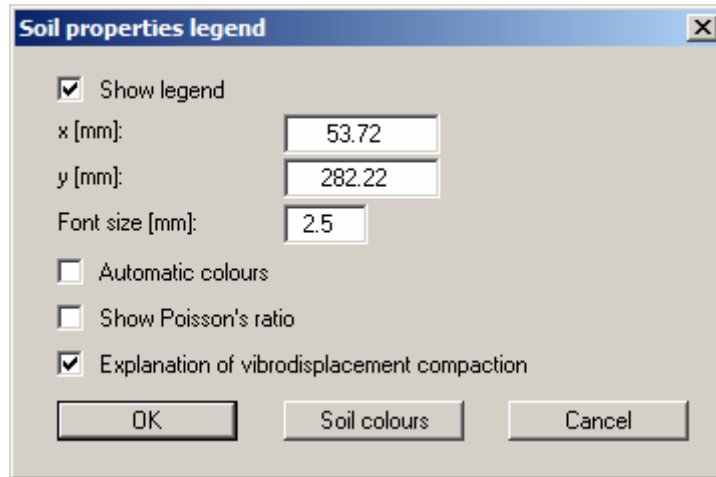 Soil properties legend
Show legend
x [mm]: 53.72
y [mm]: 282.22
Font size [mm]: 2.5
Automatic colours
Show Poisson's ratio
Explanation of vibrodisplacement compaction
OK Soil colours Cancel